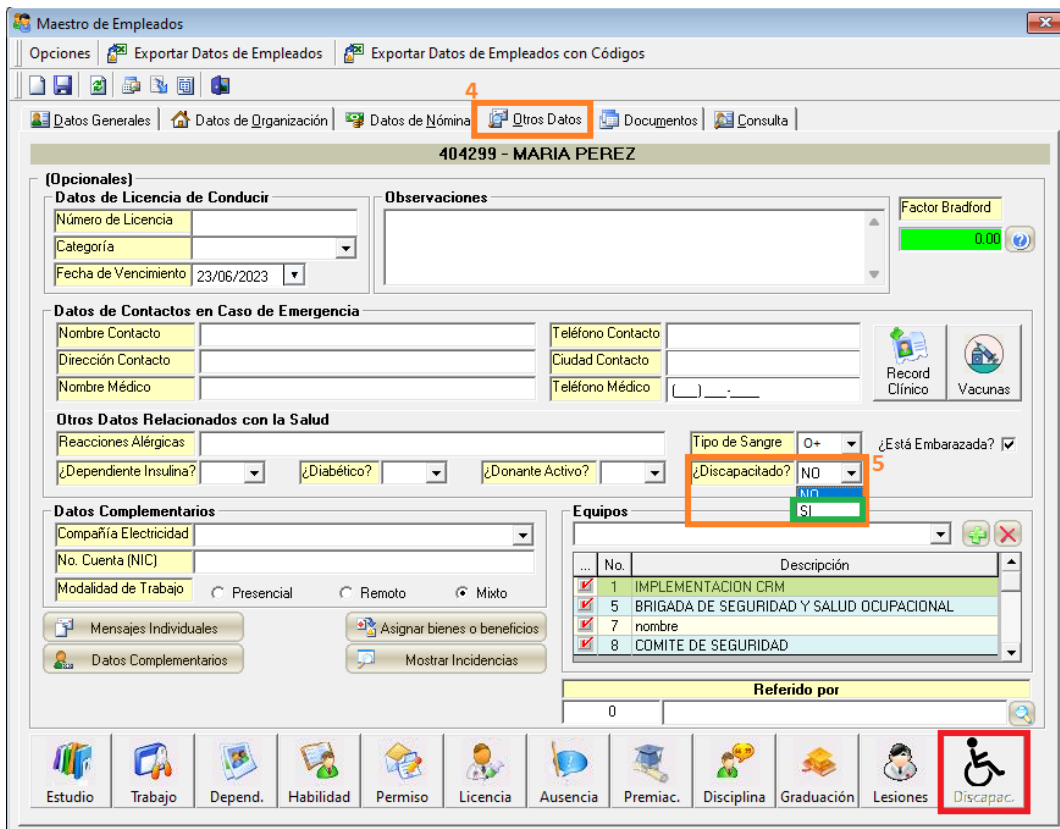 Maestro de Empleados
Opciones Exportar Datos de Empleados Exportar Datos de Empleados con Códigos
4
Datos Generales Datos de Organización Datos de Nómina Otros Datos Documentos Consulta
404299 - MARIA PEREZ
(Opcionales)
Datos de Licencia de Conducir Observaciones
Factor Bradford
Número de Licencia
0.00
Categoría
Fecha de Vencimiento 23/06/2023
Datos de Contactos en Caso de Emergencia
Nombre Contacto Teléfono Contacto
Dirección Contacto Ciudad Contacto
Nombre Médico Teléfono Médico (___) ___-____
Record Clínico Vacunas
Otros Datos Relacionados con la Salud
Reacciones Alérgicas Tipo de Sangre O+ ¿Está Embarazada?
¿Dependiente Insulina? ¿Diabético? ¿Donante Activo? ¿Discapacitado? NO 5
NO
SI
Datos Complementarios Equipos
Compañía Electricidad
No. Cuenta (NIC)
... No. Descripción
Modalidad de Trabajo Presencial Remoto Mixto
1 IMPLEMENTACION CRM
5 BRIGADA DE SEGURIDAD Y SALUD OCUPACIONAL
7 nombre
8 COMITE DE SEGURIDAD
Mensajes Individuales Asignar bienes o beneficios
Datos Complementarios Mostrar Incidencias
Referido por
0
Estudio Trabajo Depend. Habilidad Permiso Licencia Ausencia Premiac. Disciplina Graduación Lesiones Discapac.